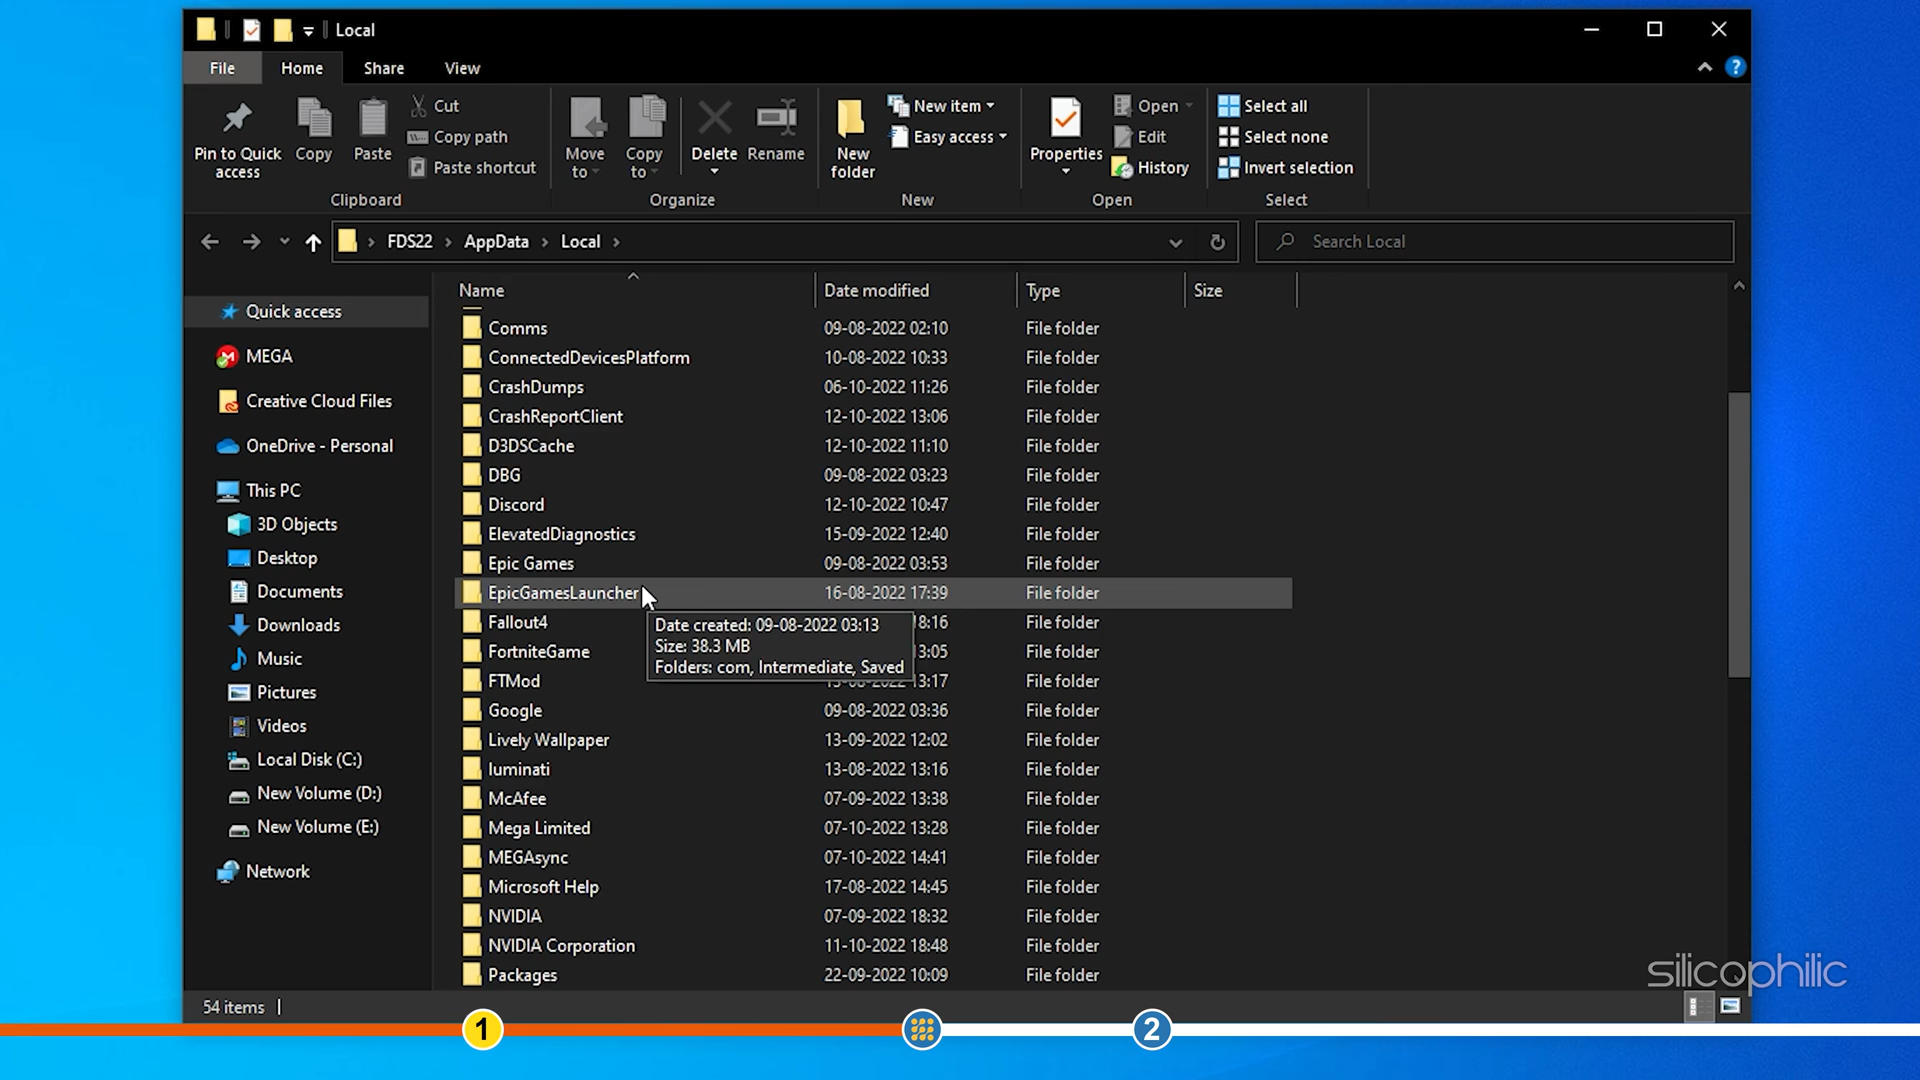 Local
File Home Share View
Pin to Quick access
Copy
Paste
Cut
Copy path
Paste shortcut
Clipboard
Move to
Copy to
Delete
Rename
Organize
New folder
New item
Easy access
New
Properties
Open
Edit
History
Open
Select all
Select none
Invert selection
Select
FDS22 AppData Local
Search Local
Name Date modified Type Size
Quick access
MEGA
Creative Cloud Files
OneDrive - Personal
This PC
3D Objects
Desktop
Documents
Downloads
Music
Pictures
Videos
Local Disk (C:)
New Volume (D:)
New Volume (E:)
Network
Comms 09-08-2022 02:10 File folder
ConnectedDevicesPlatform 10-08-2022 10:33 File folder
CrashDumps 06-10-2022 11:26 File folder
CrashReportClient 12-10-2022 13:06 File folder
D3DSCache 12-10-2022 11:10 File folder
DBG 09-08-2022 03:23 File folder
Discord 12-10-2022 10:47 File folder
ElevatedDiagnostics 15-09-2022 12:40 File folder
Epic Games 09-08-2022 03:53 File folder
EpicGamesLauncher 16-08-2022 17:39 File folder
Fallout4 18:16 File folder
FortniteGame 13:05 File folder
FTMod 13:17 File folder
Date created: 09-08-2022 03:13
Size: 38.3 MB
Folders: com, Intermediate, Saved
Google 09-08-2022 03:36 File folder
Lively Wallpaper 13-09-2022 12:02 File folder
luminati 13-08-2022 13:16 File folder
McAfee 07-09-2022 13:38 File folder
Mega Limited 07-10-2022 13:28 File folder
MEGAsync 07-10-2022 14:41 File folder
Microsoft Help 17-08-2022 14:45 File folder
NVIDIA 07-09-2022 18:32 File folder
NVIDIA Corporation 11-10-2022 18:48 File folder
Packages 22-09-2022 10:09 File folder
silicophilic
54 items
1 2